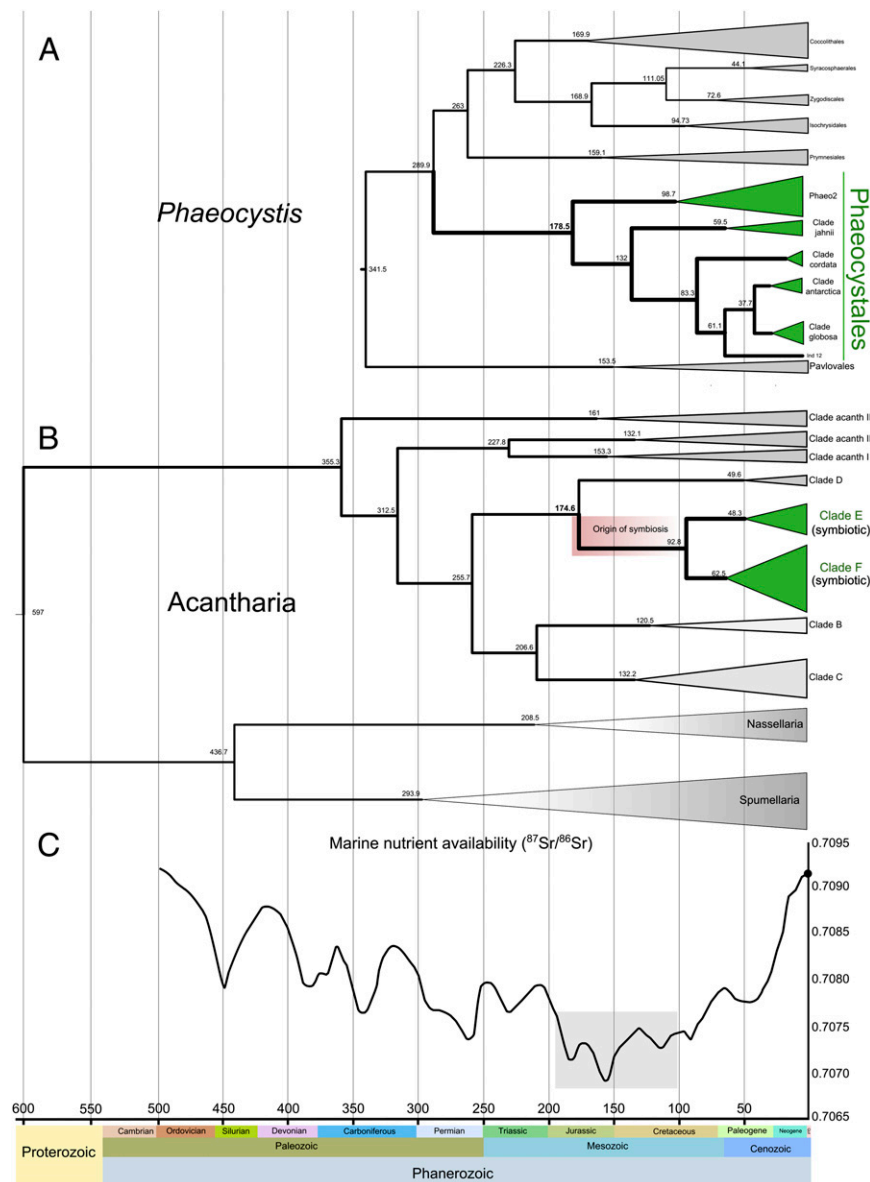 A
169.9
Coccolithales
226.3
44.1
Syracosphaerales
111.05
263
168.9
72.6
Zygodiscales
94.73
Isochrysidales
159.1
Prymnesiales
289.9
98.7
Phaeo2
Phaeocystis
178.5
59.5
Clade
jahnii
132
Clade
cordata
341.5
83.3
37.7
Clade
antarctica
61.1
Clade
globosa
Ind 12
Phaeocystales
153.5
Pavlovales
B
161
Clade acanth II
132.1
Clade acanth II
227.8
153.3
Clade acanth I
355.3
49.6
Clade D
312.5
174.6
48.3
Clade E
(symbiotic)
Origin of symbiosis
92.8
62.5
Clade F
(symbiotic)
255.7
Acantharia
597
120.5
Clade B
206.6
132.2
Clade C
208.5
Nassellaria
436.7
293.9
Spumellaria
C
Marine nutrient availability (⁸⁷Sr/⁸⁶Sr)
0.7095
0.7090
0.7085
0.7080
0.7075
0.7070
0.7065
600 550 500 450 400 350 300 250 200 150 100 50
Cambrian Ordovician Silurian Devonian Carboniferous Permian Triassic Jurassic Cretaceous Paleogene Neogene
Proterozoic Paleozoic Mesozoic Cenozoic
Phanerozoic